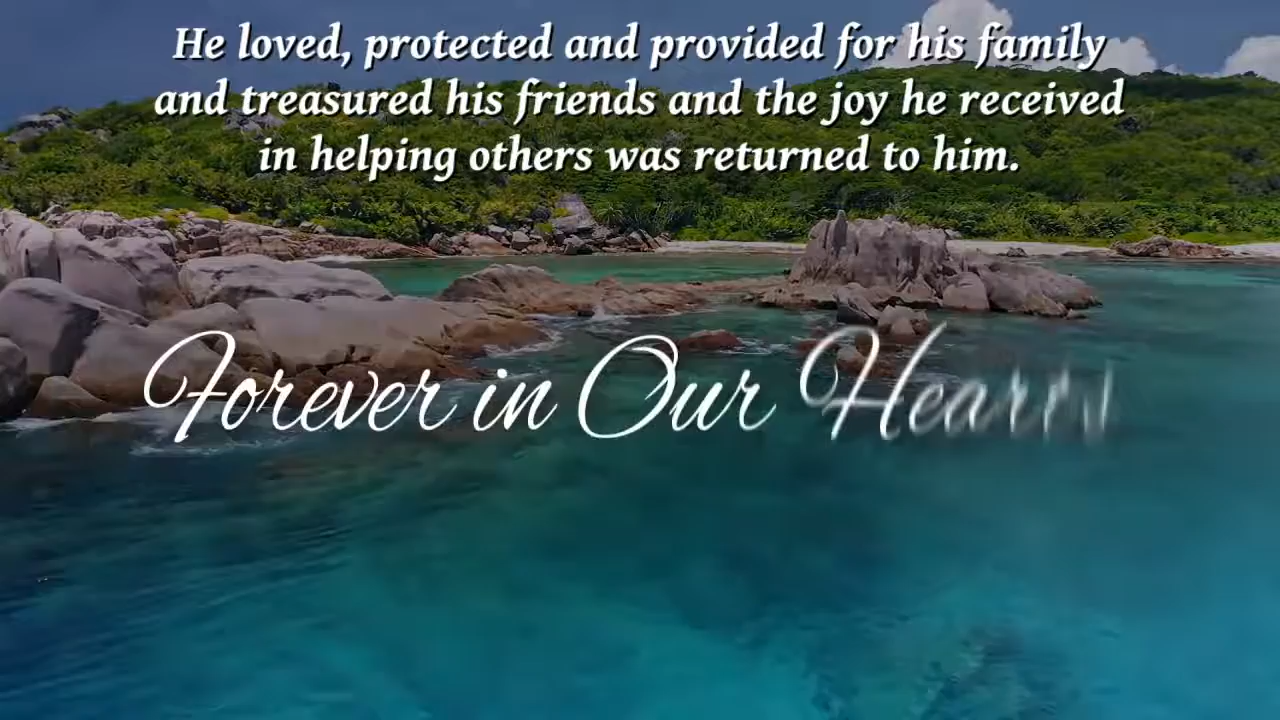 He loved, protected and provided for his family
and treasured his friends and the joy he received
in helping others was returned to him.
Forever in Our